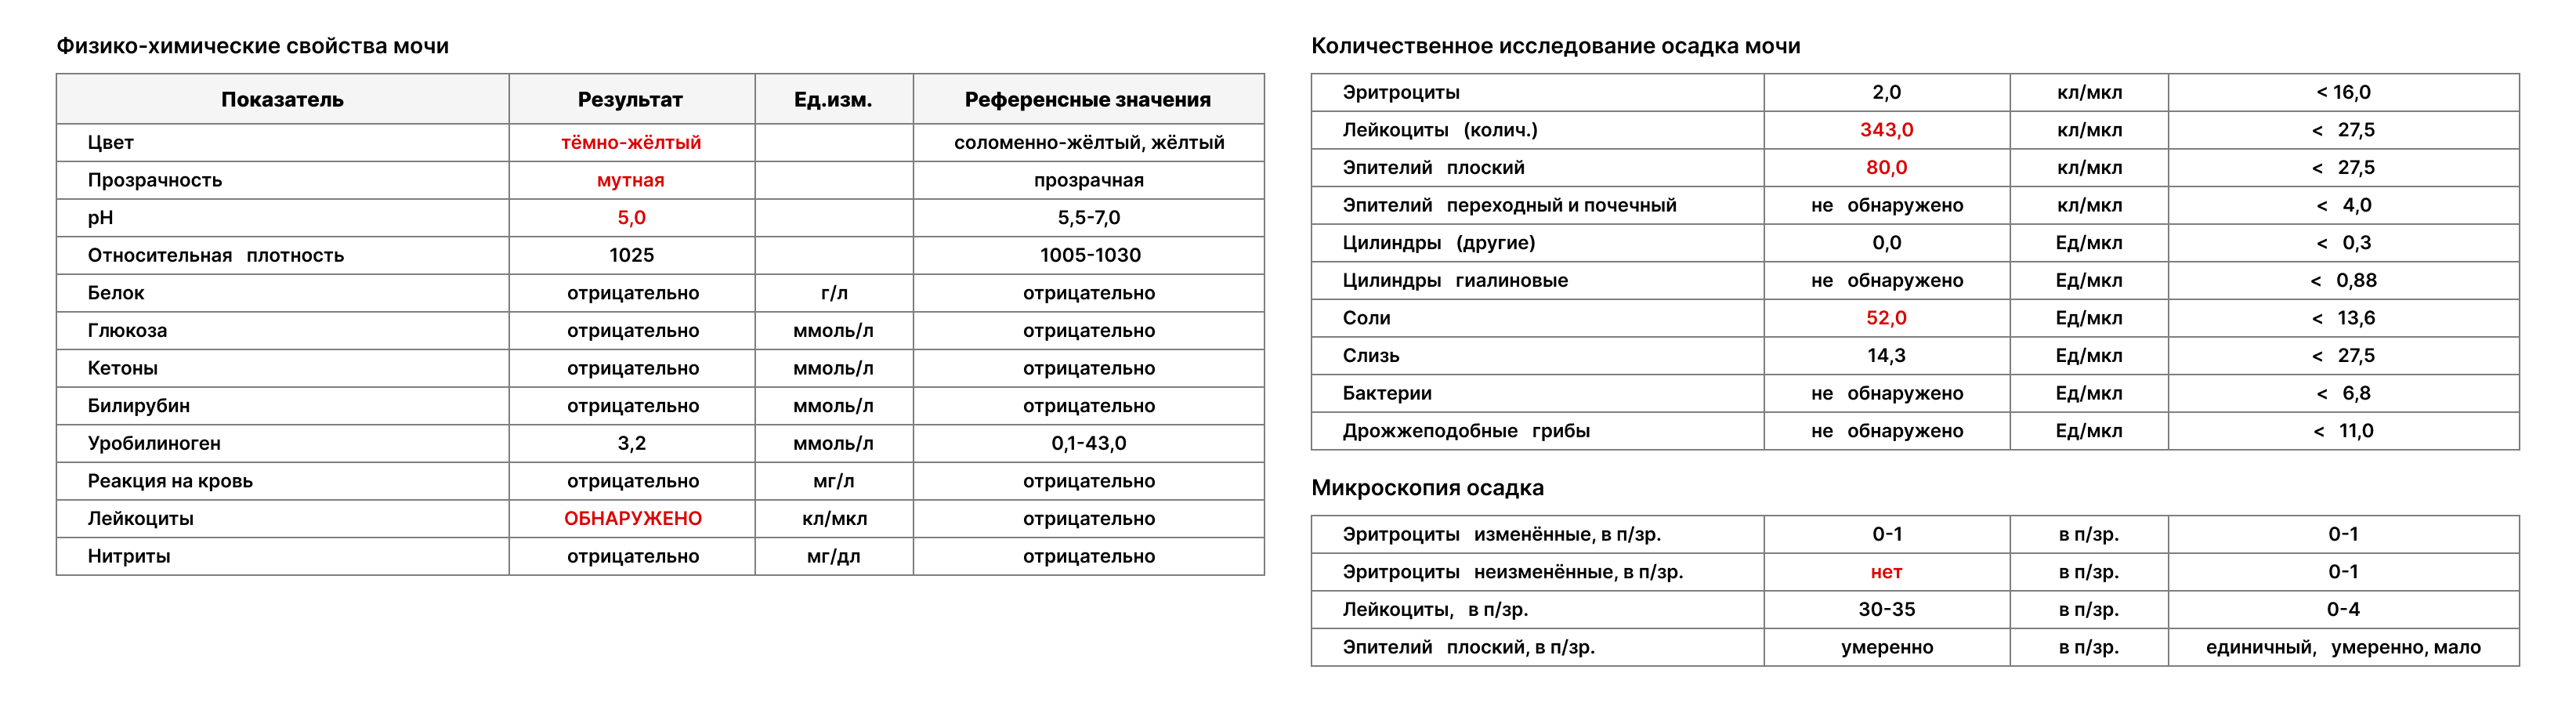 Физико-химические свойства мочи
Показатель Результат Ед.изм. Референсные значения
Цвет тёмно-жёлтый соломенно-жёлтый, жёлтый
Прозрачность мутная прозрачная
pH 5,0 5,5-7,0
Относительная плотность 1025 1005-1030
Белок отрицательно г/л отрицательно
Глюкоза отрицательно ммоль/л отрицательно
Кетоны отрицательно ммоль/л отрицательно
Билирубин отрицательно ммоль/л отрицательно
Уробилиноген 3,2 ммоль/л 0,1-43,0
Реакция на кровь отрицательно мг/л отрицательно
Лейкоциты ОБНАРУЖЕНО кл/мкл отрицательно
Нитриты отрицательно мг/дл отрицательно
Количественное исследование осадка мочи
Эритроциты 2,0 кл/мкл < 16,0
Лейкоциты (колич.) 343,0 кл/мкл < 27,5
Эпителий плоский 80,0 кл/мкл < 27,5
Эпителий переходный и почечный не обнаружено кл/мкл < 4,0
Цилиндры (другие) 0,0 Ед/мкл < 0,3
Цилиндры гиалиновые не обнаружено Ед/мкл < 0,88
Соли 52,0 Ед/мкл < 13,6
Слизь 14,3 Ед/мкл < 27,5
Бактерии не обнаружено Ед/мкл < 6,8
Дрожжеподобные грибы не обнаружено Ед/мкл < 11,0
Микроскопия осадка
Эритроциты изменённые, в п/зр. 0-1 в п/зр. 0-1
Эритроциты неизменённые, в п/зр. нет в п/зр. 0-1
Лейкоциты, в п/зр. 30-35 в п/зр. 0-4
Эпителий плоский, в п/зр. умеренно в п/зр. единичный, умеренно, мало